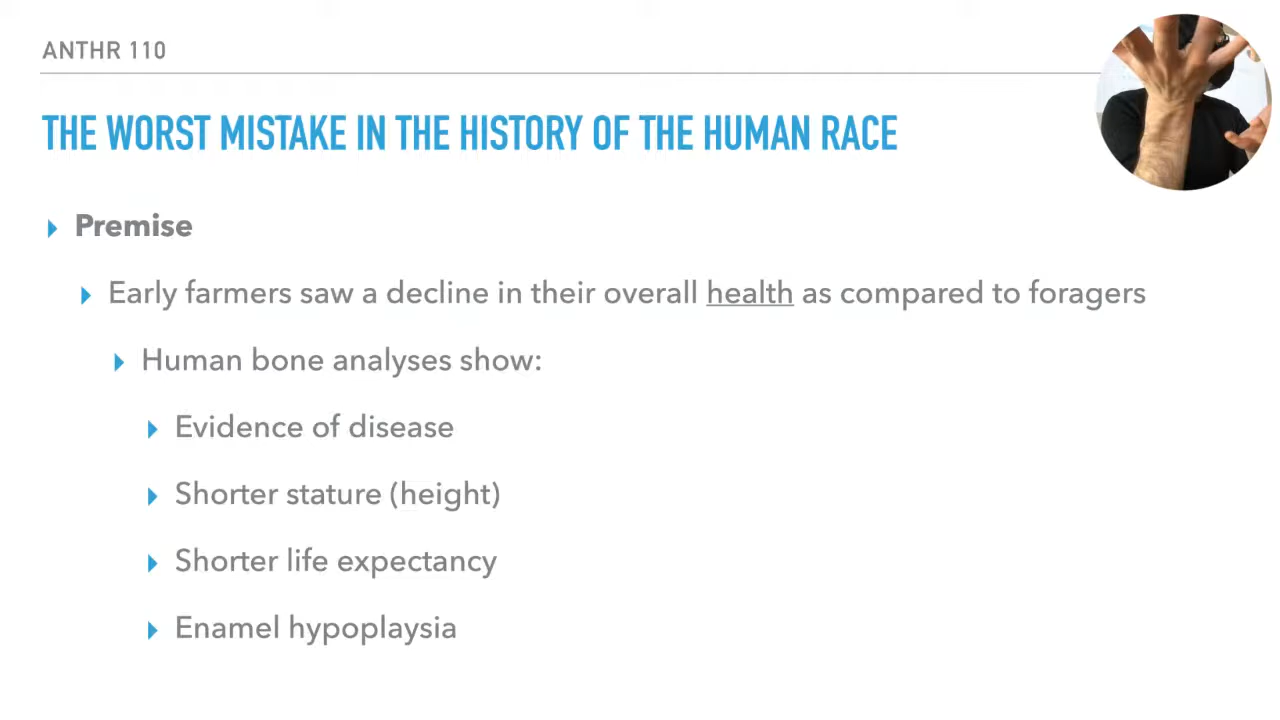 ANTHR 110
THE WORST MISTAKE IN THE HISTORY OF THE HUMAN RACE
Premise
Early farmers saw a decline in their overall health as compared to foragers
Human bone analyses show:
Evidence of disease
Shorter stature (height)
Shorter life expectancy
Enamel hypoplaysia